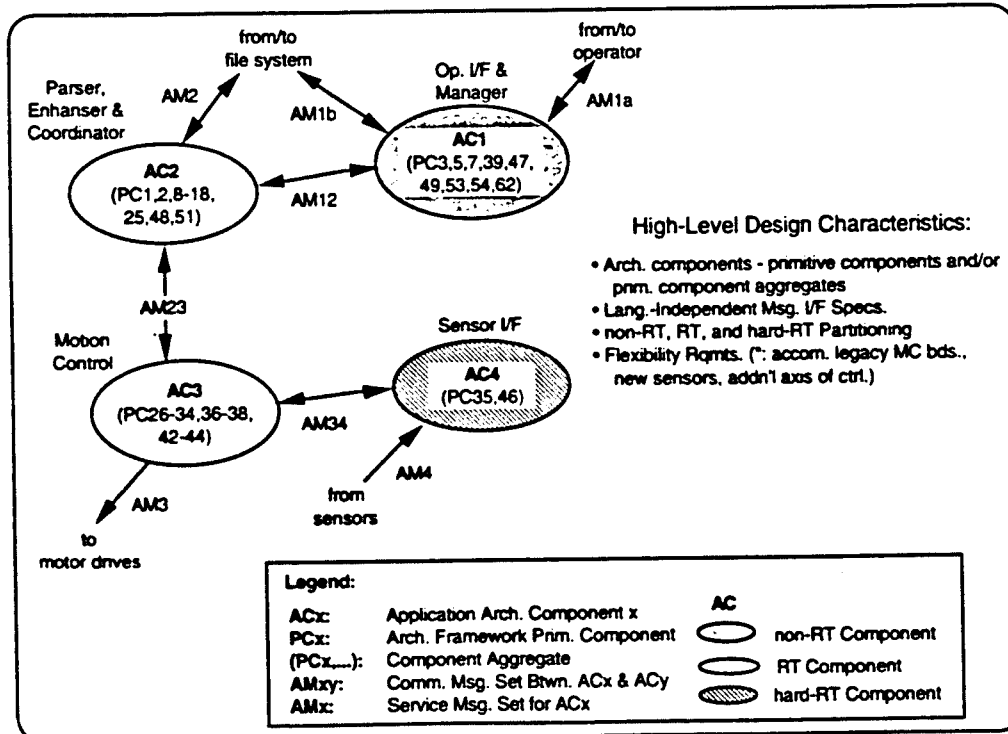 from/to
file system
from/to
operator
Parser,
Enhanser &
Coordinator
AM2
AM1b
Op. I/F &
Manager
AM1a
AC1
(PC3,5,7,39,47,
49,53,54,62)
AC2
(PC1,2,8-18,
25,48,51)
AM12
High-Level Design Characteristics:
• Arch. components - primitive components and/or
prim. component aggregates
• Lang.-Independent Msg. I/F Specs.
• non-RT, RT, and hard-RT Partitioning
• Flexibility Rqmts. (*: accom. legacy MC bds.,
new sensors, addn'l axis of ctrl.)
AM23
Motion
Control
Sensor I/F
AC3
(PC26-34,36-38,
42-44)
AC4
(PC35,46)
AM34
AM4
AM3
from
sensors
to
motor drives
Legend:
ACx: Application Arch. Component x
AC
PCx: Arch. Framework Prim. Component
non-RT Component
(PCx,...): Component Aggregate
RT Component
AMxy: Comm. Msg. Set Btwn. ACx & ACy
AMx: Service Msg. Set for ACx
hard-RT Component